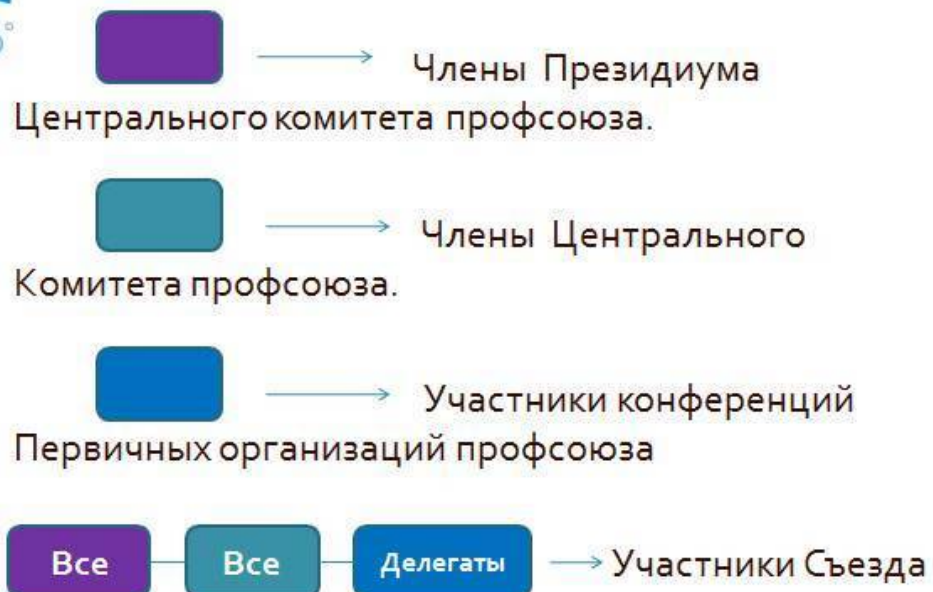 Члены Президиума
Центрального комитета профсоюза.
Члены Центрального
Комитета профсоюза.
Участники конференций
Первичных организаций профсоюза
Все Все Делегаты Участники Съезда